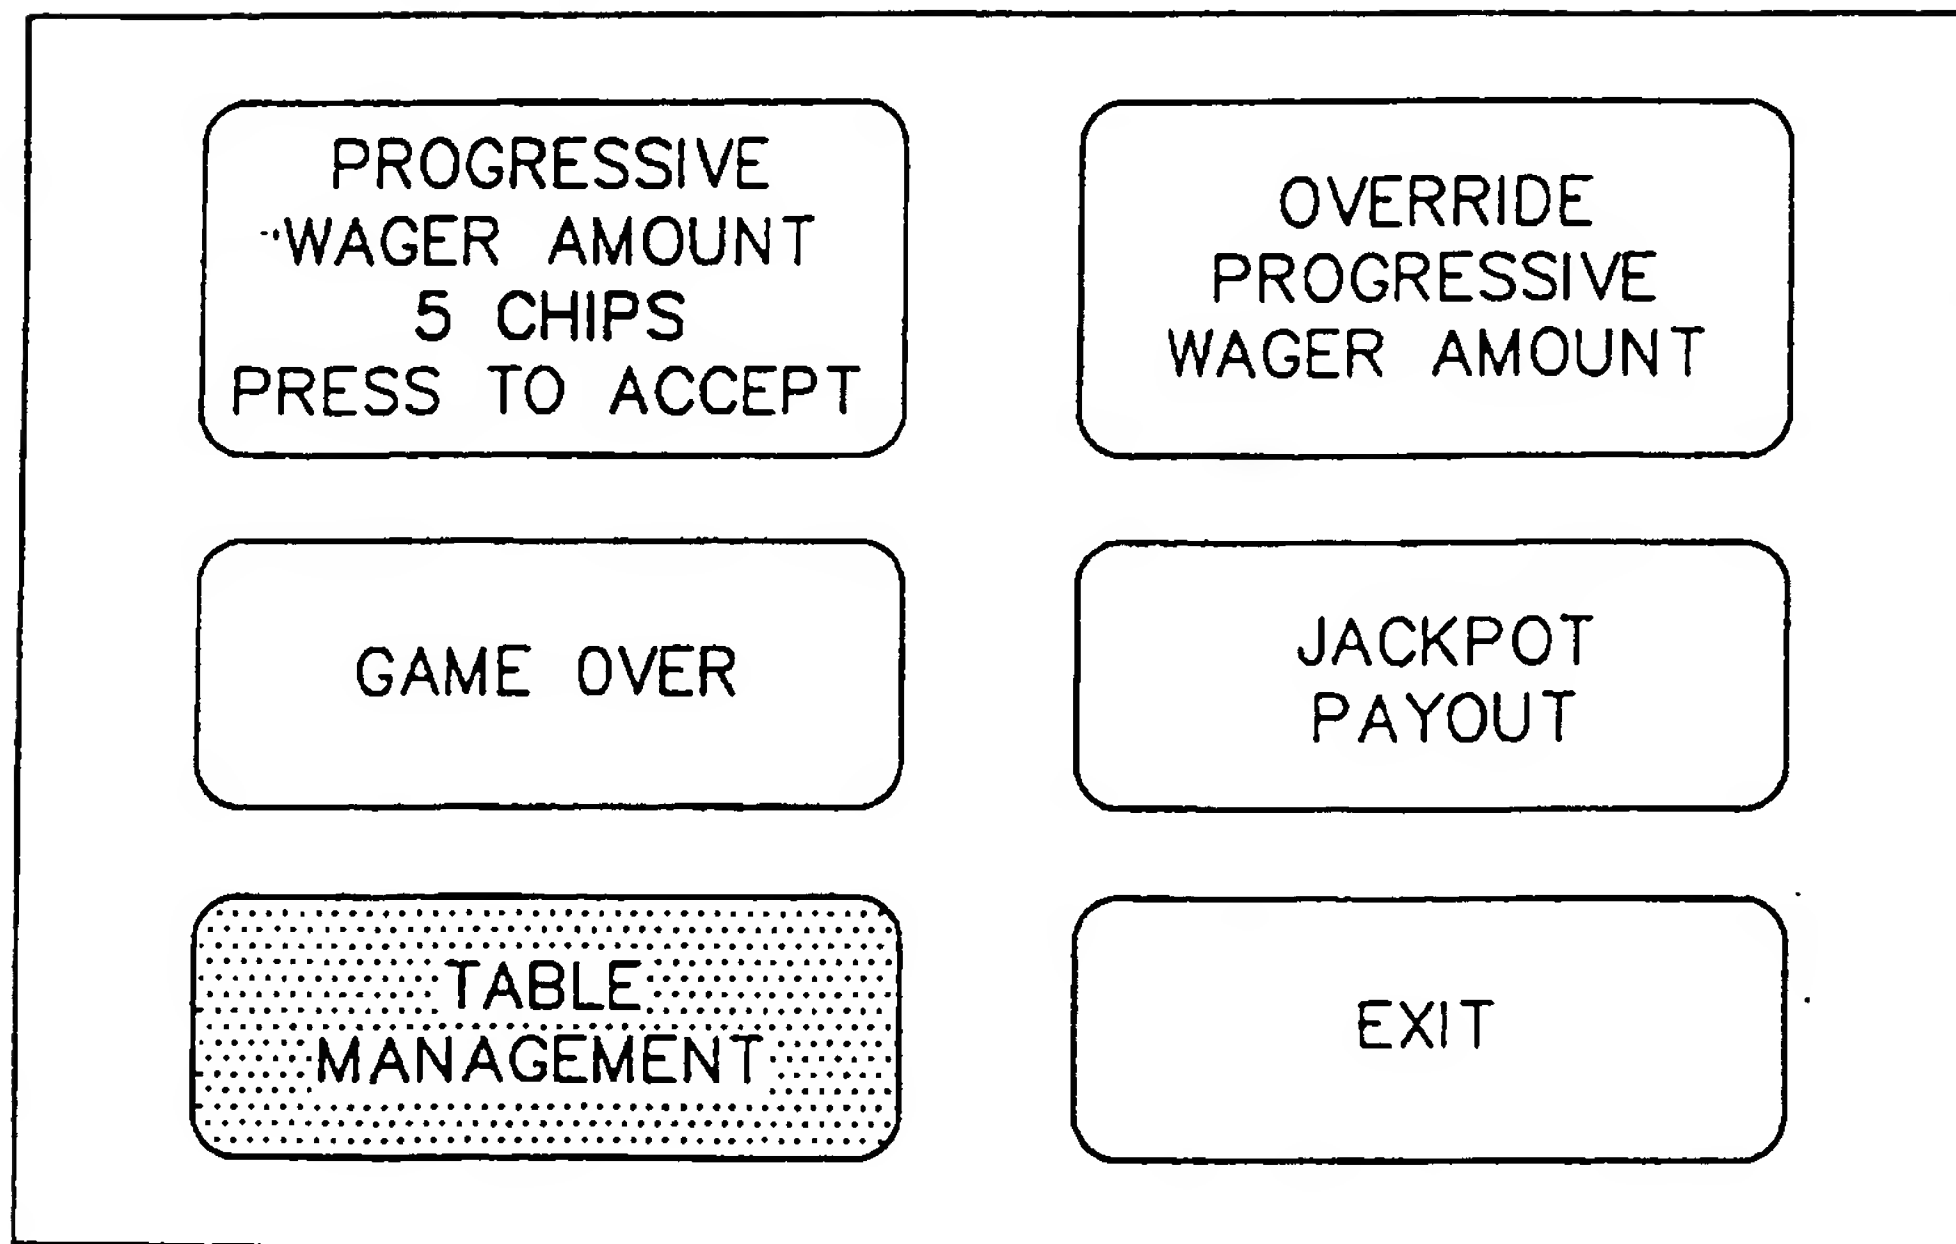 PROGRESSIVE
WAGER AMOUNT
5 CHIPS
PRESS TO ACCEPT
OVERRIDE
PROGRESSIVE
WAGER AMOUNT
GAME OVER
JACKPOT
PAYOUT
TABLE
MANAGEMENT
EXIT